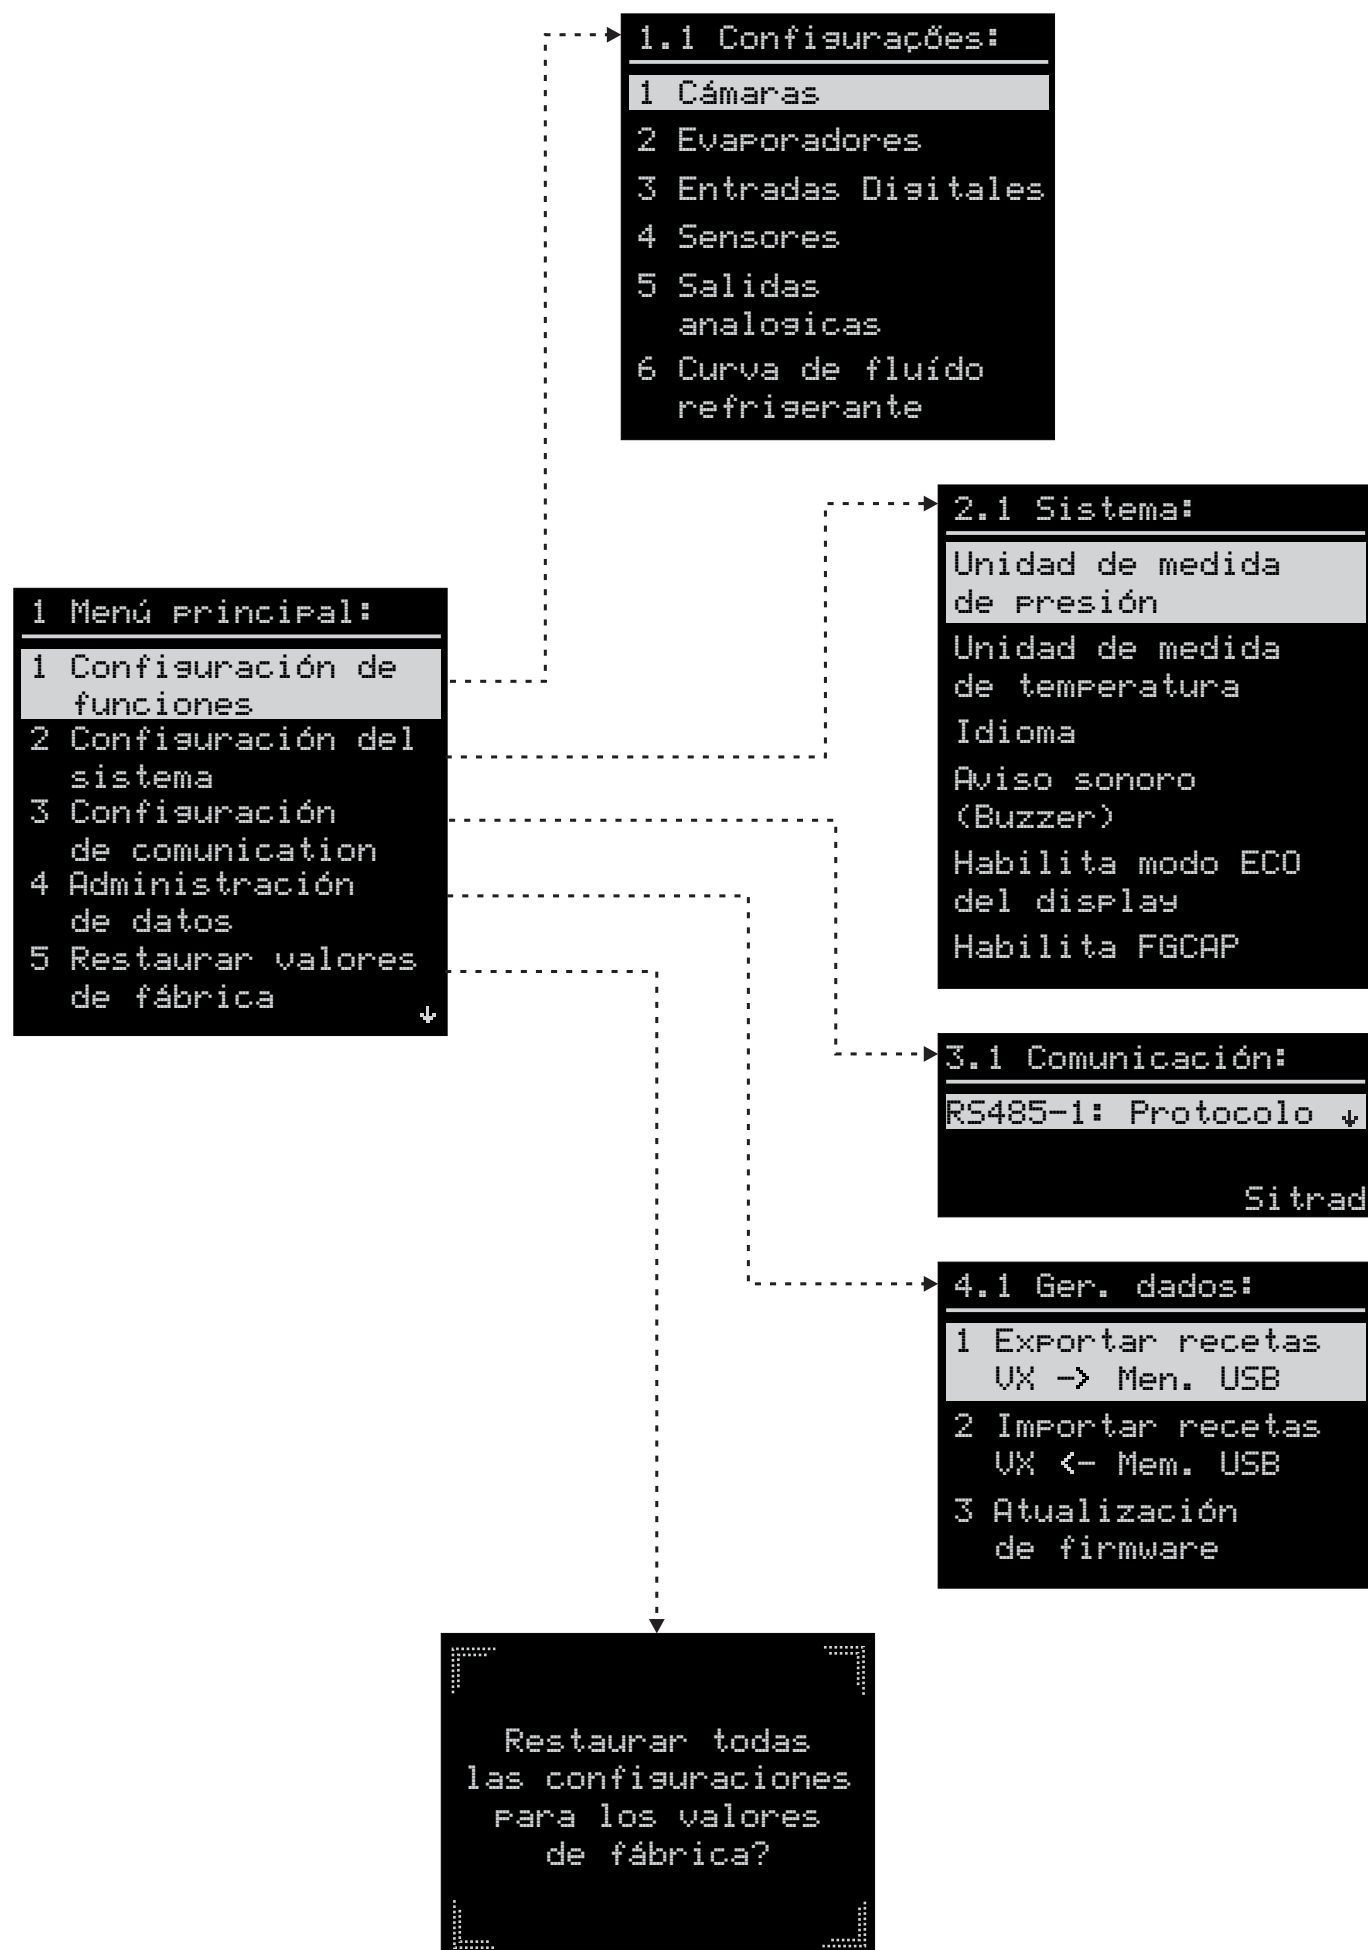 1.1 Configurações:
1 Cámaras
2 Evaporadores
3 Entradas Digitales
4 Sensores
5 Salidas
analogicas
6 Curva de fluído
refrigerante
2.1 Sistema:
Unidad de medida
de presión
Unidad de medida
de temperatura
Idioma
Aviso sonoro
(Buzzer)
Habilita modo ECO
del display
Habilita FGCAP
1 Menú principal:
1 Configuración de
funciones
2 Configuración del
sistema
3 Configuración
de comunication
4 Administración
de datos
5 Restaurar valores
de fábrica
↓
3.1 Comunicación:
RS485-1: Protocolo ↓
Sitrad
4.1 Ger. dados:
1 Exportar recetas
VX -> Men. USB
2 Importar recetas
VX <- Mem. USB
3 Atualización
de firmware
Restaurar todas
las configuraciones
para los valores
de fábrica?